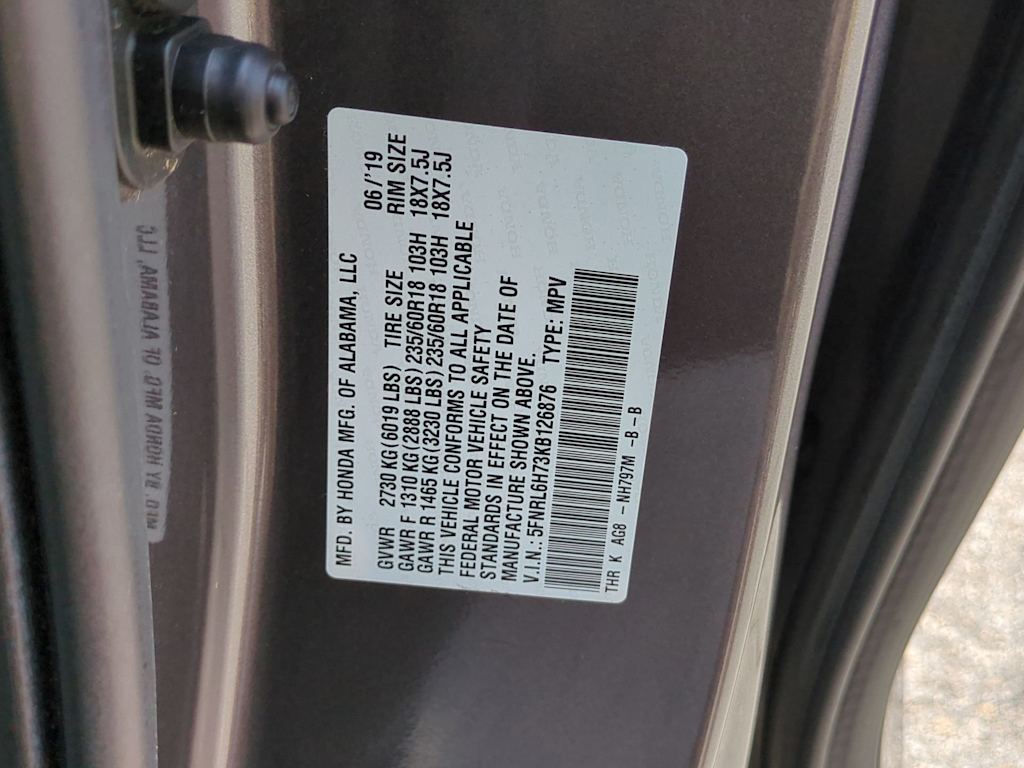 MFD. BY HONDA MFG. OF ALABAMA, LLC 06/'19
GVWR 2730 KG(6019 LBS) TIRE SIZE RIM SIZE
GAWR F 1310 KG(2888 LBS) 235/60R18 103H 18X7.5J
GAWR R 1465 KG(3230 LBS) 235/60R18 103H 18X7.5J
THIS VEHICLE CONFORMS TO ALL APPLICABLE
FEDERAL MOTOR VEHICLE SAFETY
STANDARDS IN EFFECT ON THE DATE OF
MANUFACTURE SHOWN ABOVE.
V.I.N.: 5FNRL6H73KB126876 TYPE: MPV
THR K AG8 -NH797M -B-B